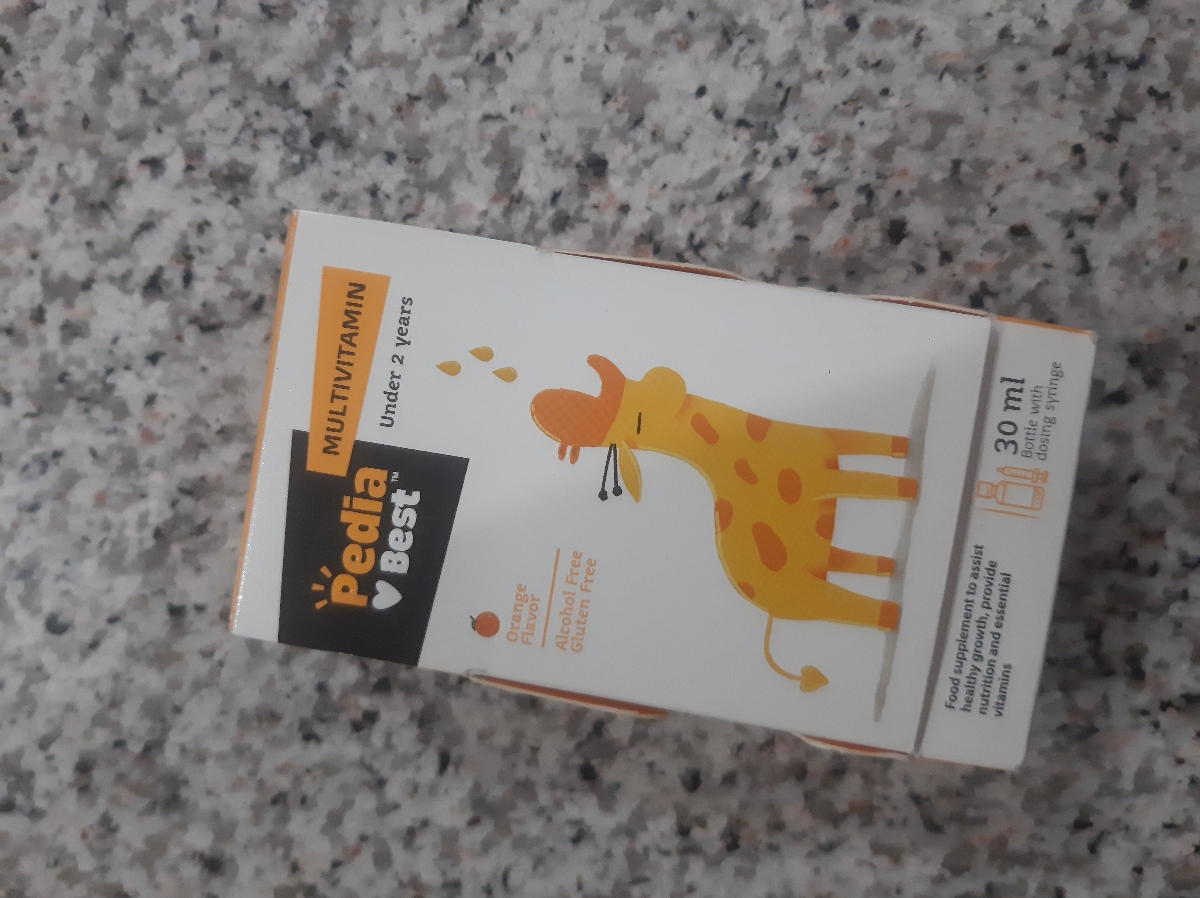 Pedia
Best™
MULTIVITAMIN
Under 2 years
Orange
Flavor
Alcohol Free
Gluten Free
Food supplement to assist
healthy growth, provide
nutrition and essential
vitamins
30 ml
Bottle with
dosing syringe